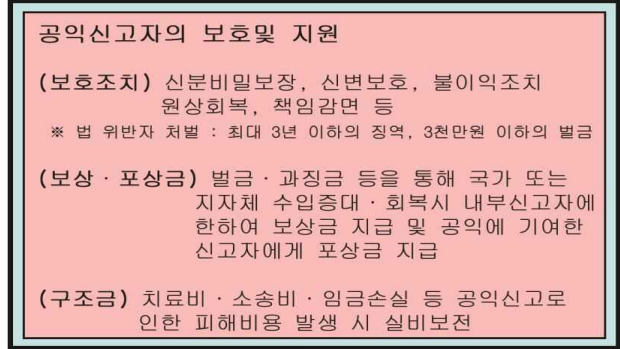 공익신고자의 보호및 지원
(보호조치) 신분비밀보장, 신변보호, 불이익조치
원상회복, 책임감면 등
※ 법 위반자 처벌 : 최대 3년 이하의 징역, 3천만원 이하의 벌금
(보상 · 포상금) 벌금 · 과징금 등을 통해 국가 또는
지자체 수입증대 · 회복시 내부신고자에
한하여 보상금 지급 및 공익에 기여한
신고자에게 포상금 지급
(구조금) 치료비 · 소송비 · 임금손실 등 공익신고로
인한 피해비용 발생 시 실비보전